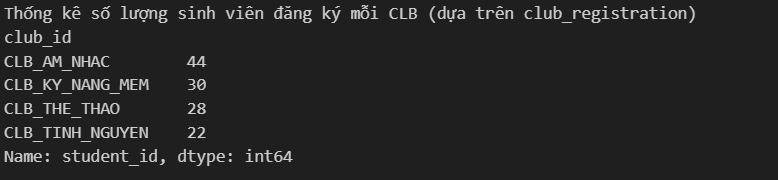 Thống kê số lượng sinh viên đăng ký mỗi CLB (dựa trên club_registration)
club_id
CLB_AM_NHAC        44
CLB_KY_NANG_MEM    30
CLB_THE_THAO       28
CLB_TINH_NGUYEN    22
Name: student_id, dtype: int64